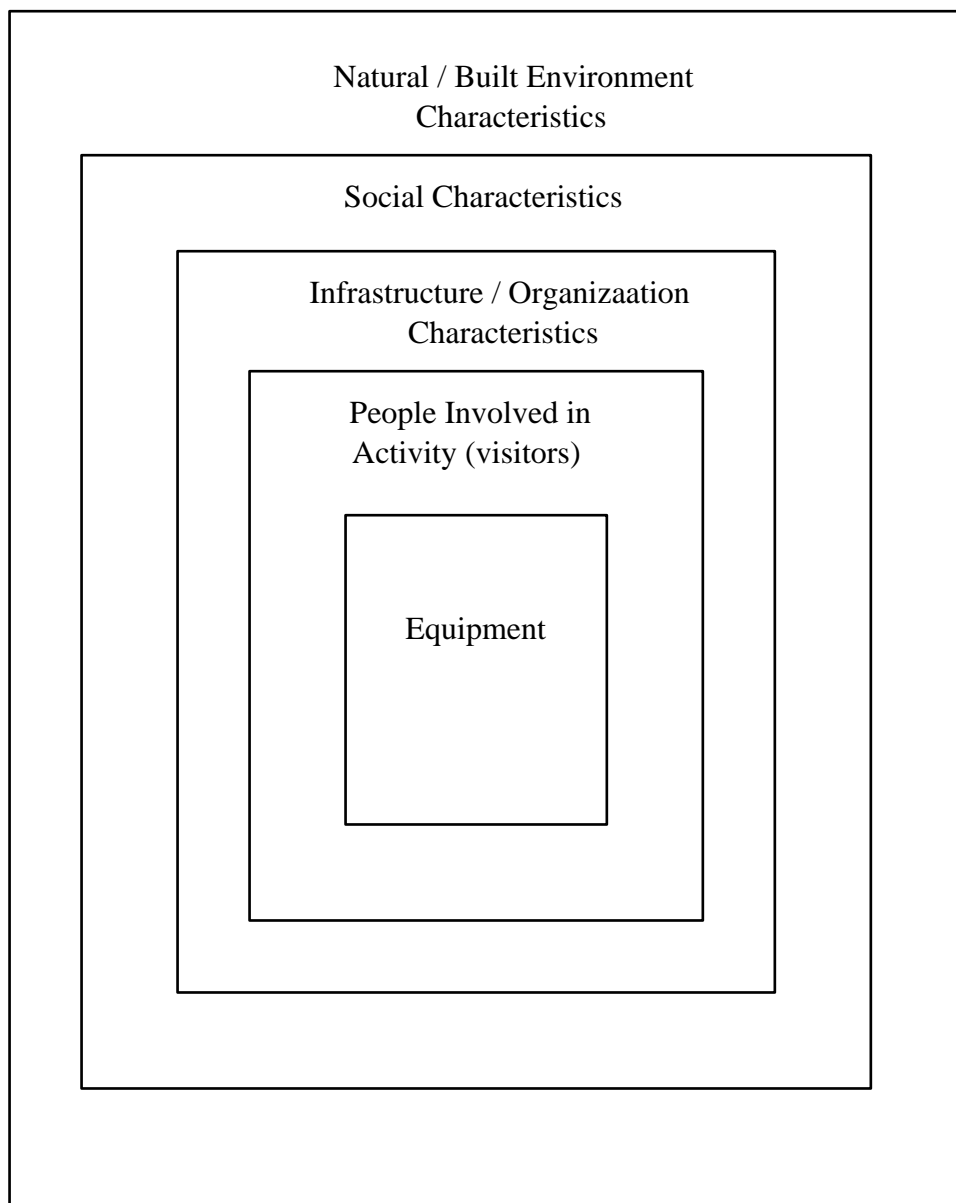 Natural / Built Environment
Characteristics
Social Characteristics
Infrastructure / Organizaation
Characteristics
People Involved in
Activity (visitors)
Equipment